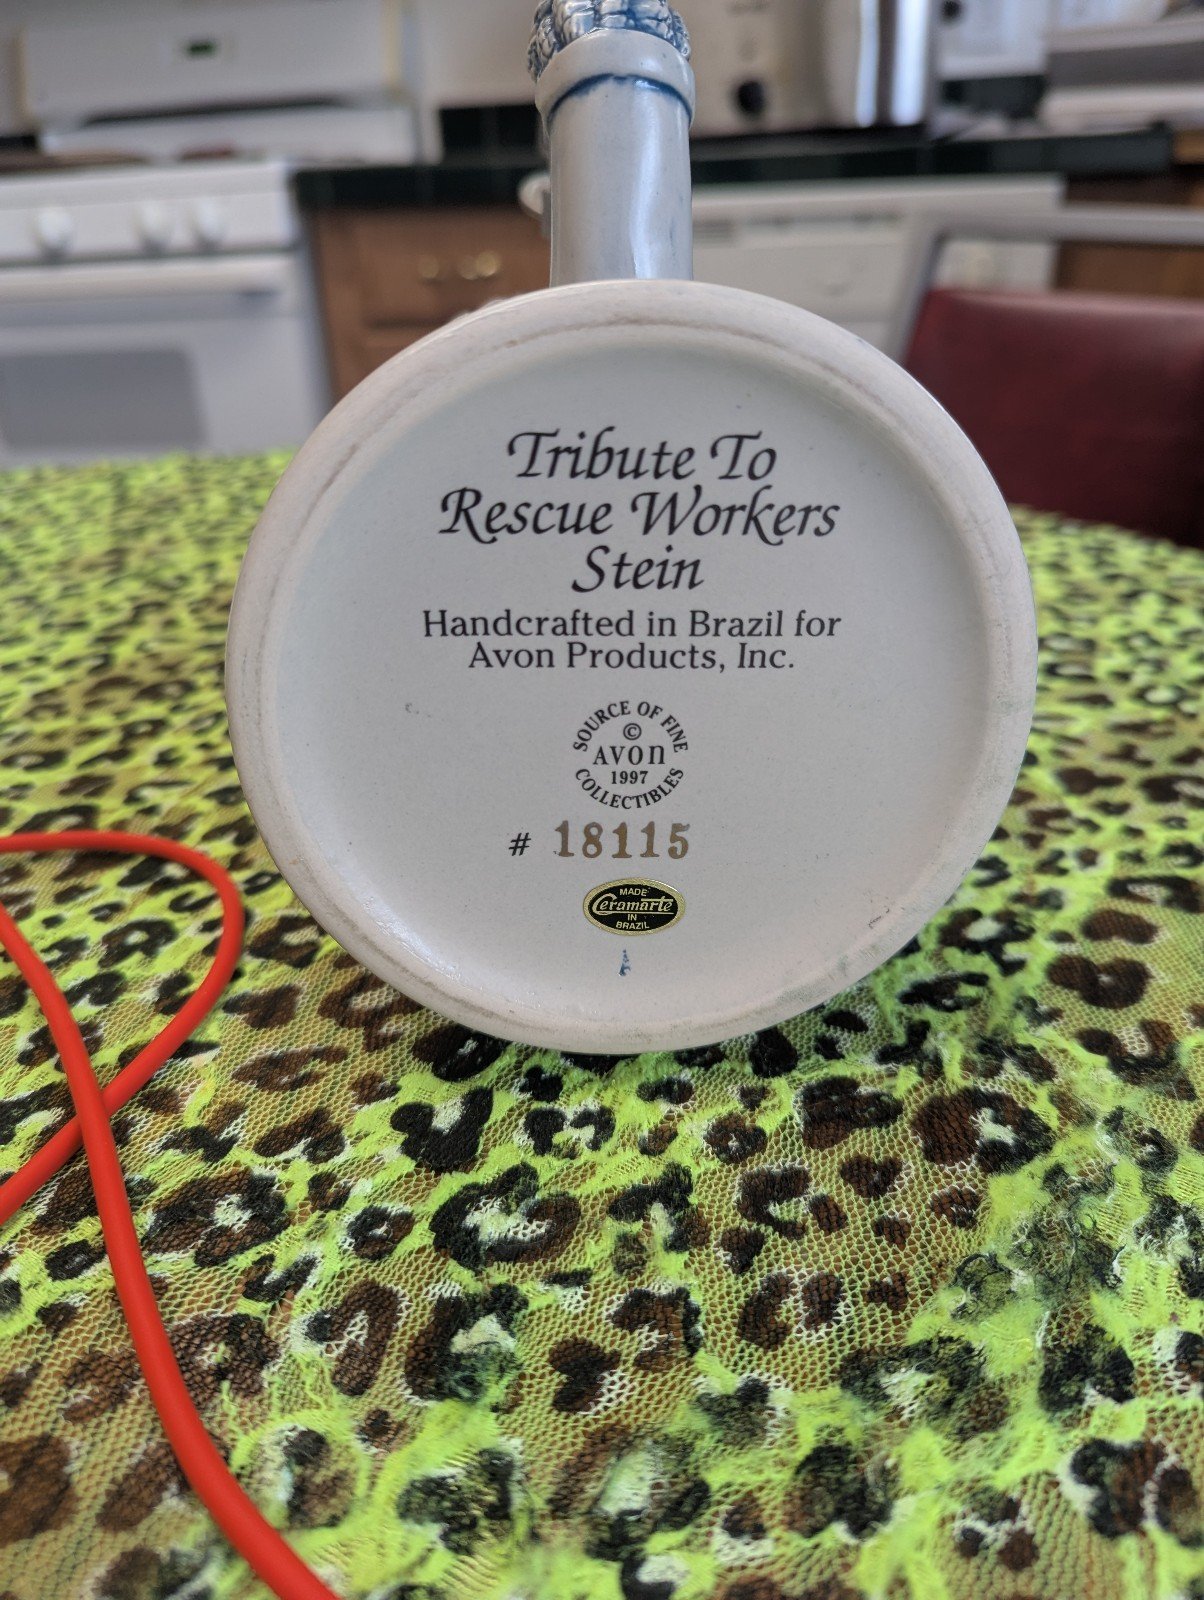 Tribute To
Rescue Workers
Stein
Handcrafted in Brazil for
Avon Products, Inc.
SOURCE OF FINE
©
AVON
1997
COLLECTIBLES
# 18115
MADE
Ceramarte
IN
BRAZIL